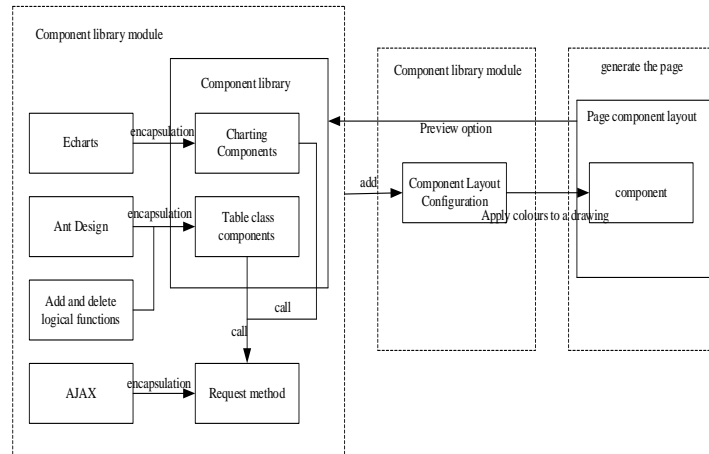 Component library module
Component library
Echarts
encapsulation
Charting
Components
Ant Design
encapsulation
Table class
components
Add and delete
logical functions
call
call
AJAX
encapsulation
Request method
Component library module
Preview option
add
Component Layout
Configuration
Apply colours to a drawing
generate the page
Page component layout
component